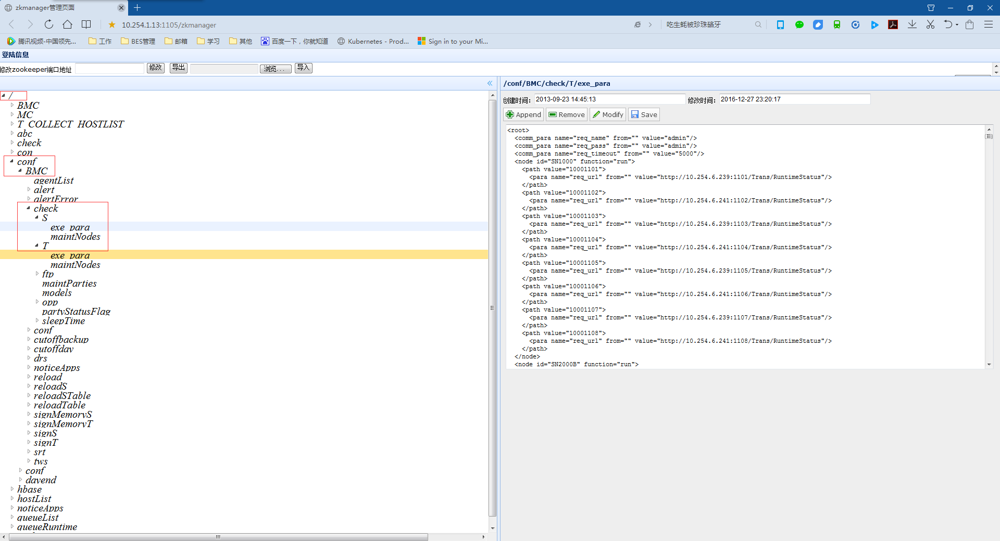 zkmanager管理页面
10.254.1.13:1105/zkmanager
吃生蚝被珍珠硌牙
腾讯视频-中国领先... 工作 BES管理 邮箱 学习 其他 百度一下，你就知道 Kubernetes - Prod... Sign in to your Mi...
登陆信息
修改zookeeper端口地址 修改 导出 浏览... 导入
/
BMC
MC
T_COLLECT_HOSTLIST
abc
check
con
conf
BMC
agentList
alert
alertError
check
S
exe_para
maintNodes
T
exe_para
maintNodes
ftp
maintParties
models
opp
partyStatusFlag
sleepTime
conf
cutoffbackup
cutoffday
drs
noticeApps
reload
reloadS
reloadSTable
reloadTable
signMemoryS
signMemoryT
signS
signT
srt
tws
conf
dayend
hbase
hostList
noticeApps
queueList
queueRuntime
/conf/BMC/check/T/exe_para
创建时间： 2013-09-23 14:45:13 修改时间： 2016-12-27 23:20:17
Append Remove Modify Save
<root>
<comm_para name="req_name" from="" value="admin"/>
<comm_para name="req_pass" from="" value="admin"/>
<comm_para name="req_timeout" from="" value="5000"/>
<node id="SN1000" function="run">
<path value="10001101">
<para name="req_url" from="" value="http://10.254.6.239:1101/Trans/RuntimeStatus"/>
</path>
<path value="10001102">
<para name="req_url" from="" value="http://10.254.6.241:1102/Trans/RuntimeStatus"/>
</path>
<path value="10001103">
<para name="req_url" from="" value="http://10.254.6.239:1103/Trans/RuntimeStatus"/>
</path>
<path value="10001104">
<para name="req_url" from="" value="http://10.254.6.241:1104/Trans/RuntimeStatus"/>
</path>
<path value="10001105">
<para name="req_url" from="" value="http://10.254.6.239:1105/Trans/RuntimeStatus"/>
</path>
<path value="10001106">
<para name="req_url" from="" value="http://10.254.6.241:1106/Trans/RuntimeStatus"/>
</path>
<path value="10001107">
<para name="req_url" from="" value="http://10.254.6.239:1107/Trans/RuntimeStatus"/>
</path>
<path value="10001108">
<para name="req_url" from="" value="http://10.254.6.241:1108/Trans/RuntimeStatus"/>
</path>
</node>
<node id="SN2000B" function="run">